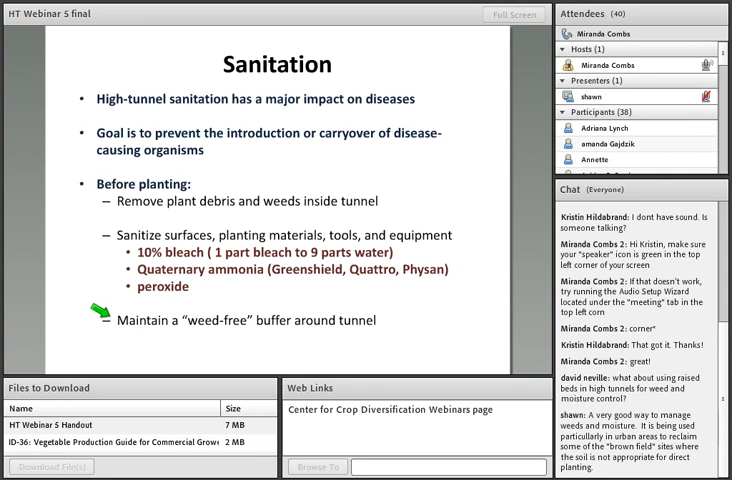 HT Webinar 5 final
Full Screen
Sanitation
• High-tunnel sanitation has a major impact on diseases
• Goal is to prevent the introduction or carryover of disease-
causing organisms
• Before planting:
– Remove plant debris and weeds inside tunnel
– Sanitize surfaces, planting materials, tools, and equipment
• 10% bleach ( 1 part bleach to 9 parts water)
• Quaternary ammonia (Greenshield, Quattro, Physan)
• peroxide
– Maintain a “weed-free” buffer around tunnel
Attendees (40)
Miranda Combs
Hosts (1)
Miranda Combs
Presenters (1)
shawn
Participants (38)
Adriana Lynch
amanda Gajdzik
Annette
Chat (Everyone)
Kristin Hildabrand: I dont have sound. Is
someone talking?
Miranda Combs 2: Hi Kristin, make sure
your "speaker" icon is green in the top
left corner of your screen
Miranda Combs 2: If that doesn't work,
try running the Audio Setup Wizard
located under the "meeting" tab in the
top left corn
Miranda Combs 2: corner*
Kristin Hildabrand: That got it. Thanks!
Miranda Combs 2: great!
david neville: what about using raised
beds in high tunnels for weed and
moisture control?
shawn: A very good way to manage
weeds and moisture. It is being used
particullarly in urban areas to reclaim
some of the "brown field" sites where
the soil is not appropriate for direct
planting.
Files to Download
Name Size
HT Webinar 5 Handout 7 MB
ID-36: Vegetable Production Guide for Commercial Growe 2 MB
Download File(s)
Web Links
Center for Crop Diversification Webinars page
Browse To